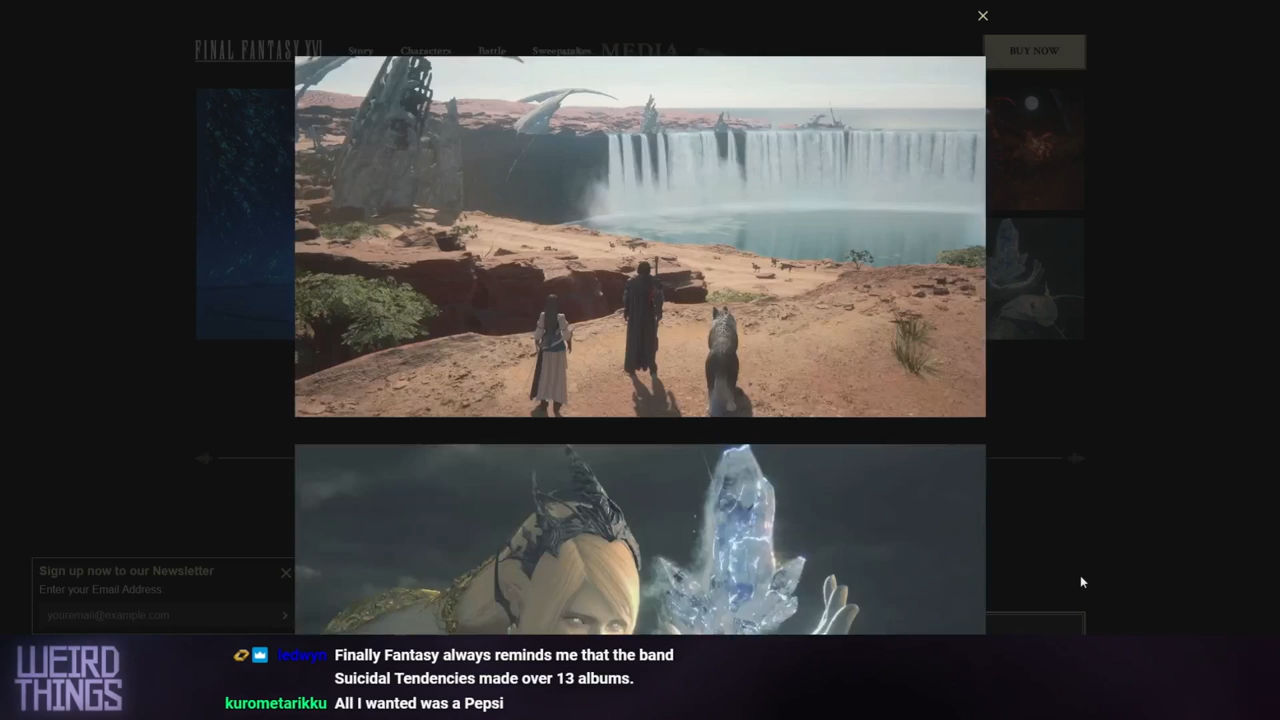 FINAL FANTASY XVI
Story
Characters
Battle
Sweepstakes
MEDIA
BUY NOW
Sign up now to our Newsletter
Enter your Email Address:
youremail@example.com
WEIRD
THINGS
ledwyn Finally Fantasy always reminds me that the band
Suicidal Tendencies made over 13 albums.
kurometarikku All I wanted was a Pepsi